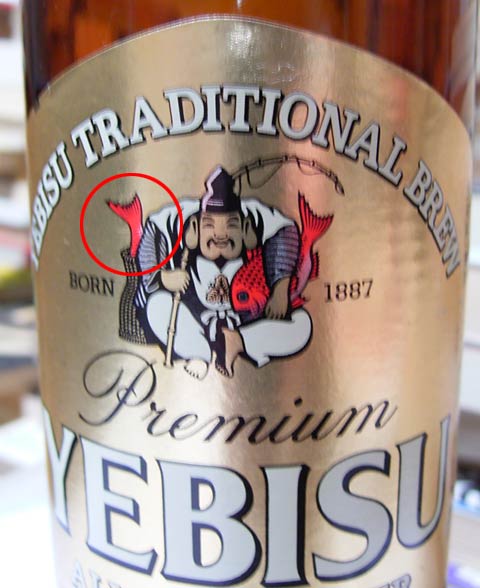 YEBISU TRADITIONAL BREW
BORN 1887
Premium
YEBISU